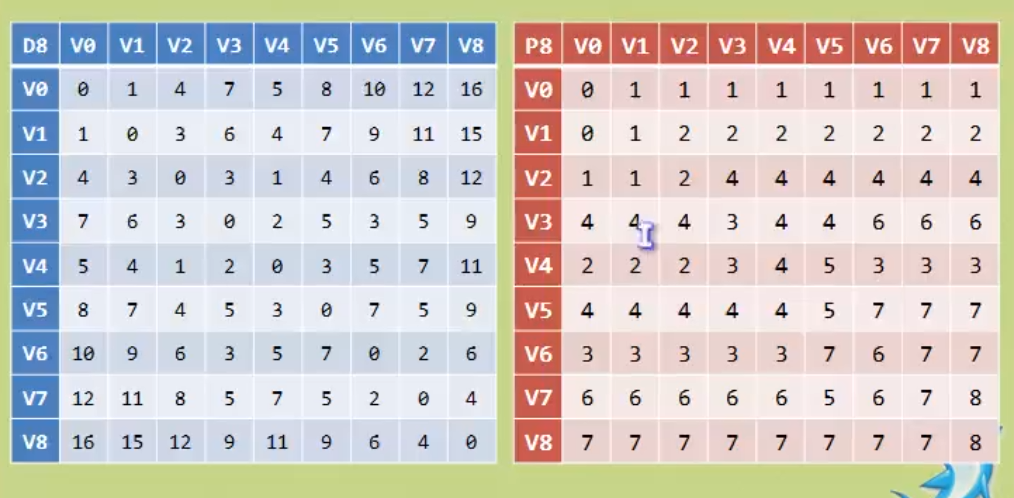 D8 V0 V1 V2 V3 V4 V5 V6 V7 V8 P8 V0 V1 V2 V3 V4 V5 V6 V7 V8
V0 0 1 4 7 5 8 10 12 16 V0 0 1 1 1 1 1 1 1 1
V1 1 0 3 6 4 7 9 11 15 V1 0 1 2 2 2 2 2 2 2
V2 4 3 0 3 1 4 6 8 12 V2 1 1 2 4 4 4 4 4 4
V3 7 6 3 0 2 5 3 5 9 V3 4 4 4 3 4 4 6 6 6
V4 5 4 1 2 0 3 5 7 11 V4 2 2 2 3 4 5 3 3 3
V5 8 7 4 5 3 0 7 5 9 V5 4 4 4 4 4 5 7 7 7
V6 10 9 6 3 5 7 0 2 6 V6 3 3 3 3 3 7 6 7 7
V7 12 11 8 5 7 5 2 0 4 V7 6 6 6 6 6 5 6 7 8
V8 16 15 12 9 11 9 6 4 0 V8 7 7 7 7 7 7 7 7 8